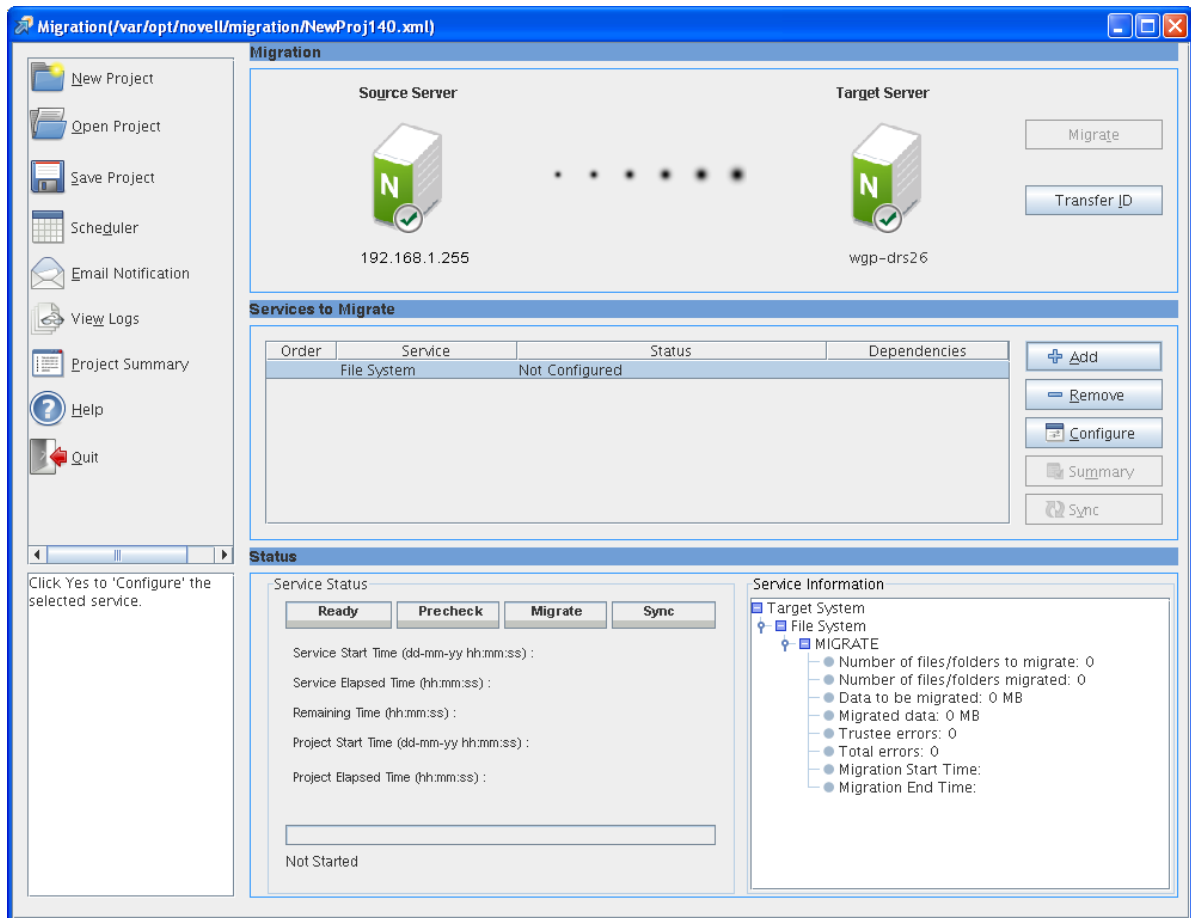 Migration(/var/opt/novell/migration/NewProj140.xml)
New Project
Open Project
Save Project
Scheduler
Email Notification
View Logs
Project Summary
Help
Quit
Click Yes to 'Configure' the
selected service.
Migration
Source Server
Target Server
N
N
192.168.1.255
wgp-drs26
Migrate
Transfer ID
Services to Migrate
Order Service Status Dependencies
File System Not Configured
Add
Remove
Configure
Summary
Sync
Status
Service Status
Ready Precheck Migrate Sync
Service Start Time (dd-mm-yy hh:mm:ss) :
Service Elapsed Time (hh:mm:ss) :
Remaining Time (hh:mm:ss) :
Project Start Time (dd-mm-yy hh:mm:ss) :
Project Elapsed Time (hh:mm:ss) :
Not Started
Service Information
Target System
File System
MIGRATE
Number of files/folders to migrate: 0
Number of files/folders migrated: 0
Data to be migrated: 0 MB
Migrated data: 0 MB
Trustee errors: 0
Total errors: 0
Migration Start Time:
Migration End Time: